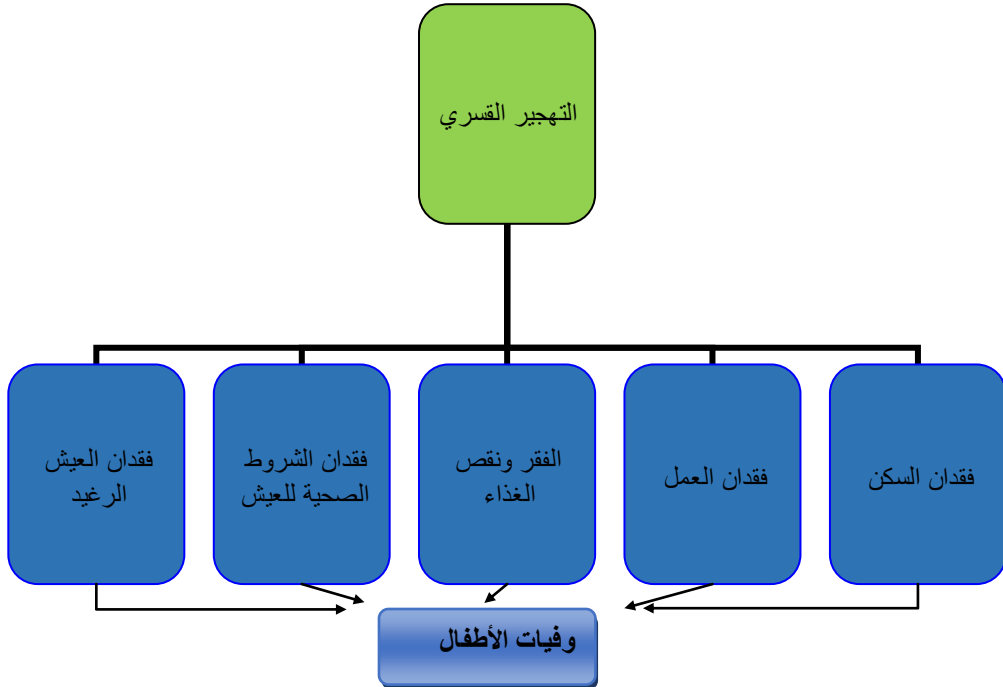 التهجير القسري
فقدان السكن
فقدان العمل
الفقر ونقص
الغذاء
فقدان الشروط
الصحية للعيش
فقدان العيش
الرغيد
وفيات الأطفال